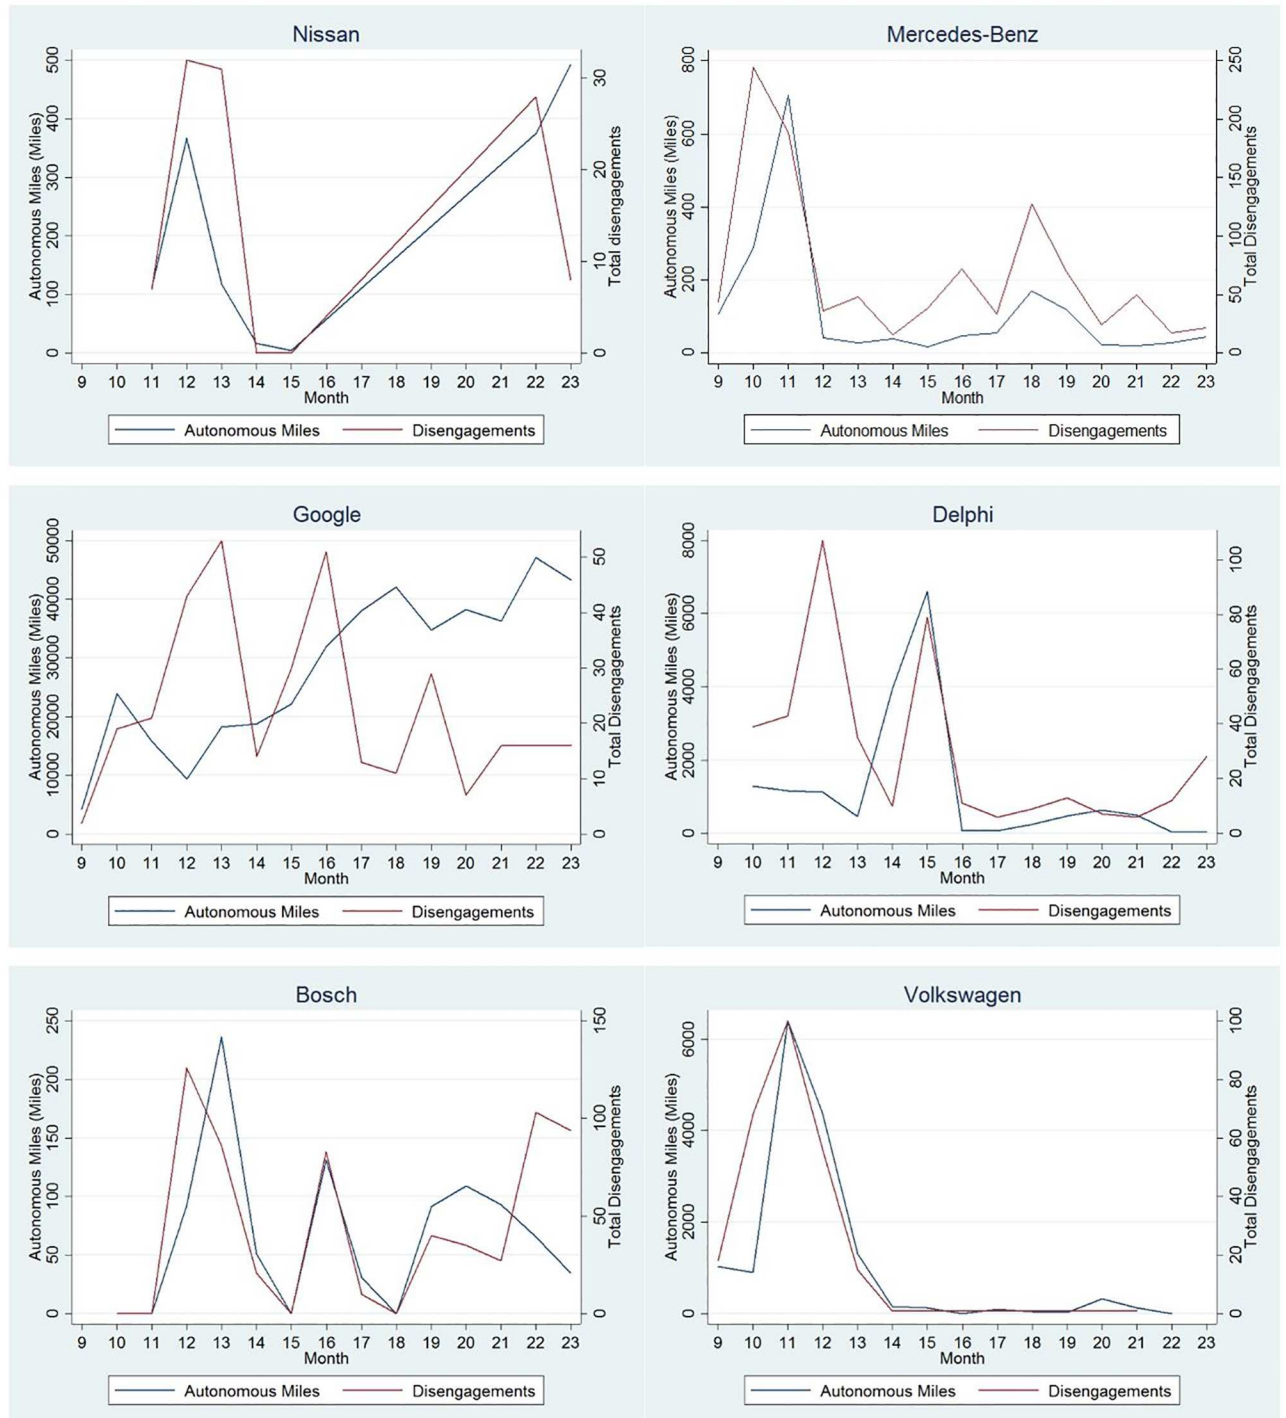 Nissan
Autonomous Miles (Miles)
0 100 200 300 400 500
Total disengagements
0 10 20 30
9 10 11 12 13 14 15 16 17 18 19 20 21 22 23
Month
Autonomous Miles Disengagements
Mercedes-Benz
Autonomous Miles (Miles)
0 200 400 600 800
Total Disengagements
0 50 100 150 200 250
9 10 11 12 13 14 15 16 17 18 19 20 21 22 23
Month
Autonomous Miles Disengagements
Google
Autonomous Miles (Miles)
0 10000 20000 30000 40000 50000
Total Disengagements
0 10 20 30 40 50
9 10 11 12 13 14 15 16 17 18 19 20 21 22 23
Month
Autonomous Miles Disengagements
Delphi
Autonomous Miles (Miles)
0 2000 4000 6000 8000
Total Disengagements
0 20 40 60 80 100
9 10 11 12 13 14 15 16 17 18 19 20 21 22 23
Month
Autonomous Miles Disengagements
Bosch
Autonomous Miles (Miles)
0 50 100 150 200 250
Total Disengagements
0 50 100 150
9 10 11 12 13 14 15 16 17 18 19 20 21 22 23
Month
Autonomous Miles Disengagements
Volkswagen
Autonomous Miles (Miles)
0 2000 4000 6000
Total Disengagements
0 20 40 60 80 100
9 10 11 12 13 14 15 16 17 18 19 20 21 22 23
Month
Autonomous Miles Disengagements